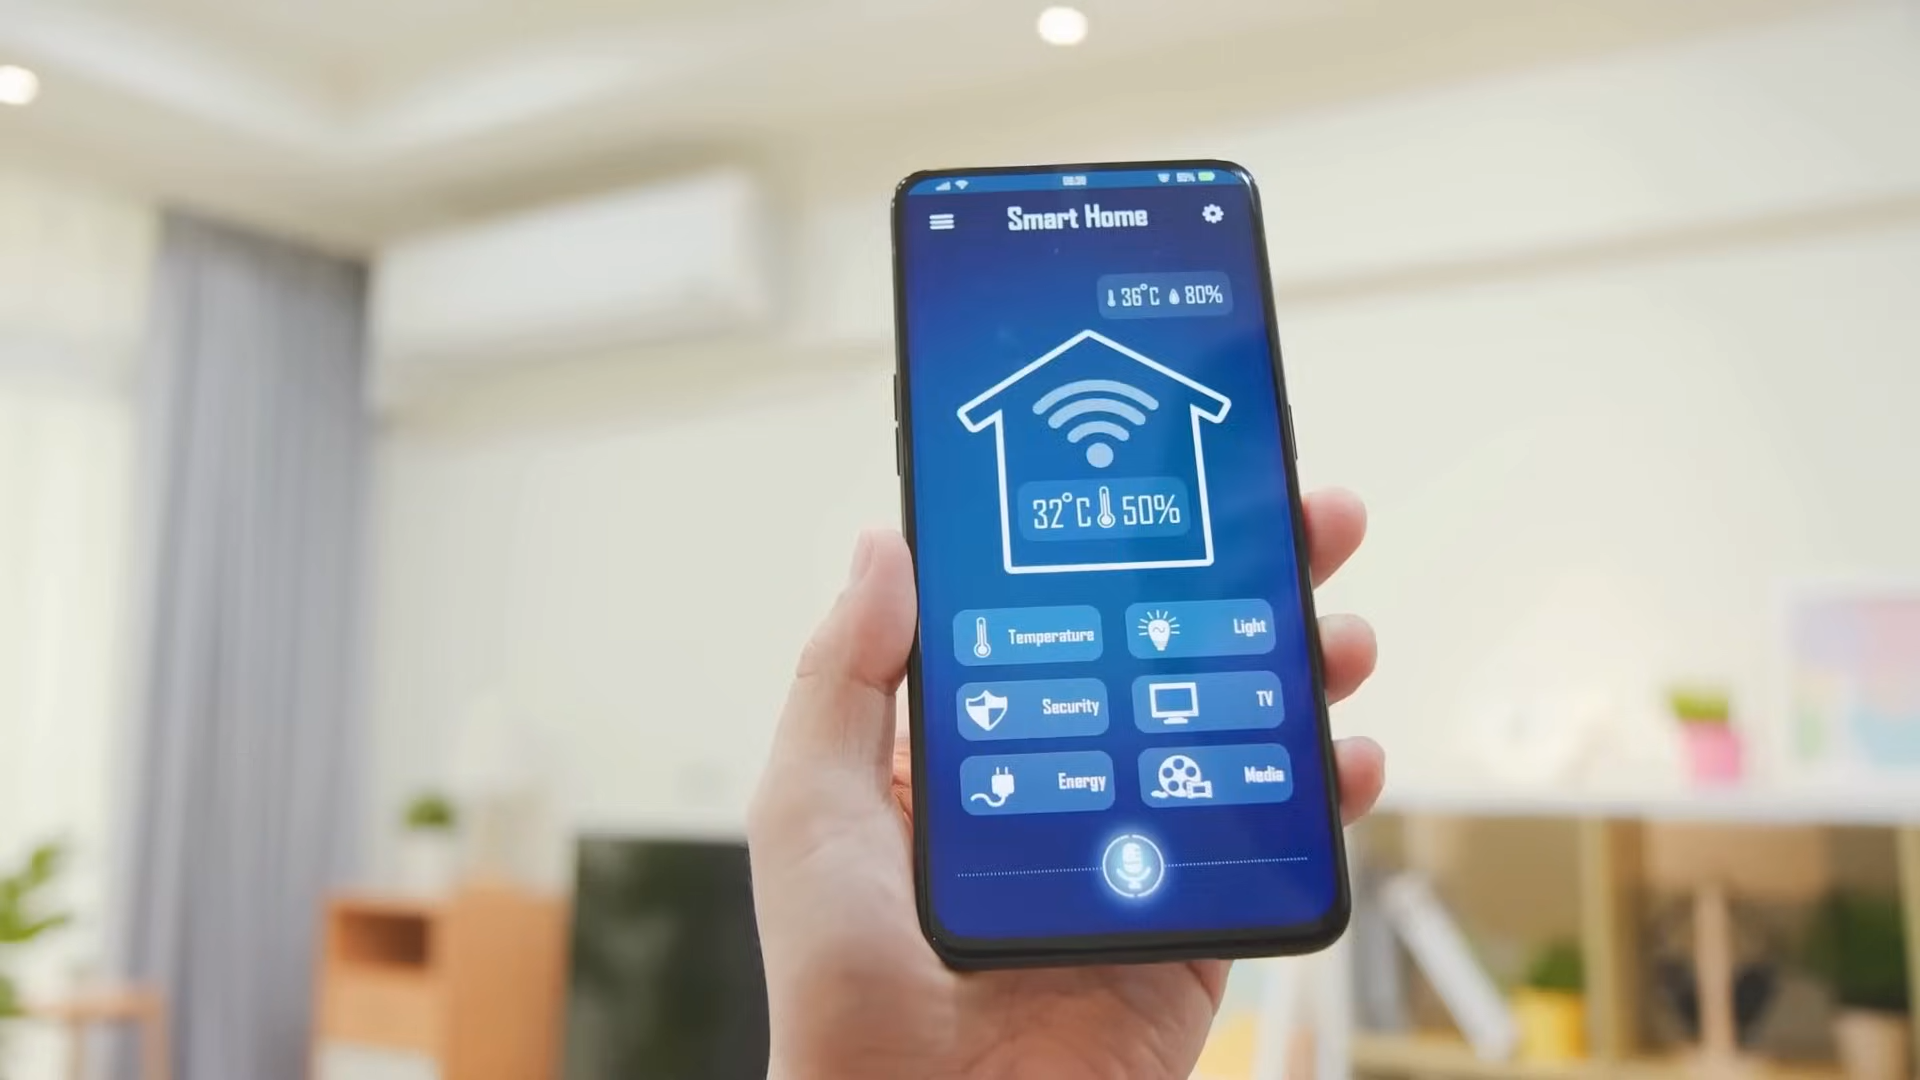 Smart Home
36°C 80%
32°C 50%
Temperature
Light
Security
TV
Energy
Media